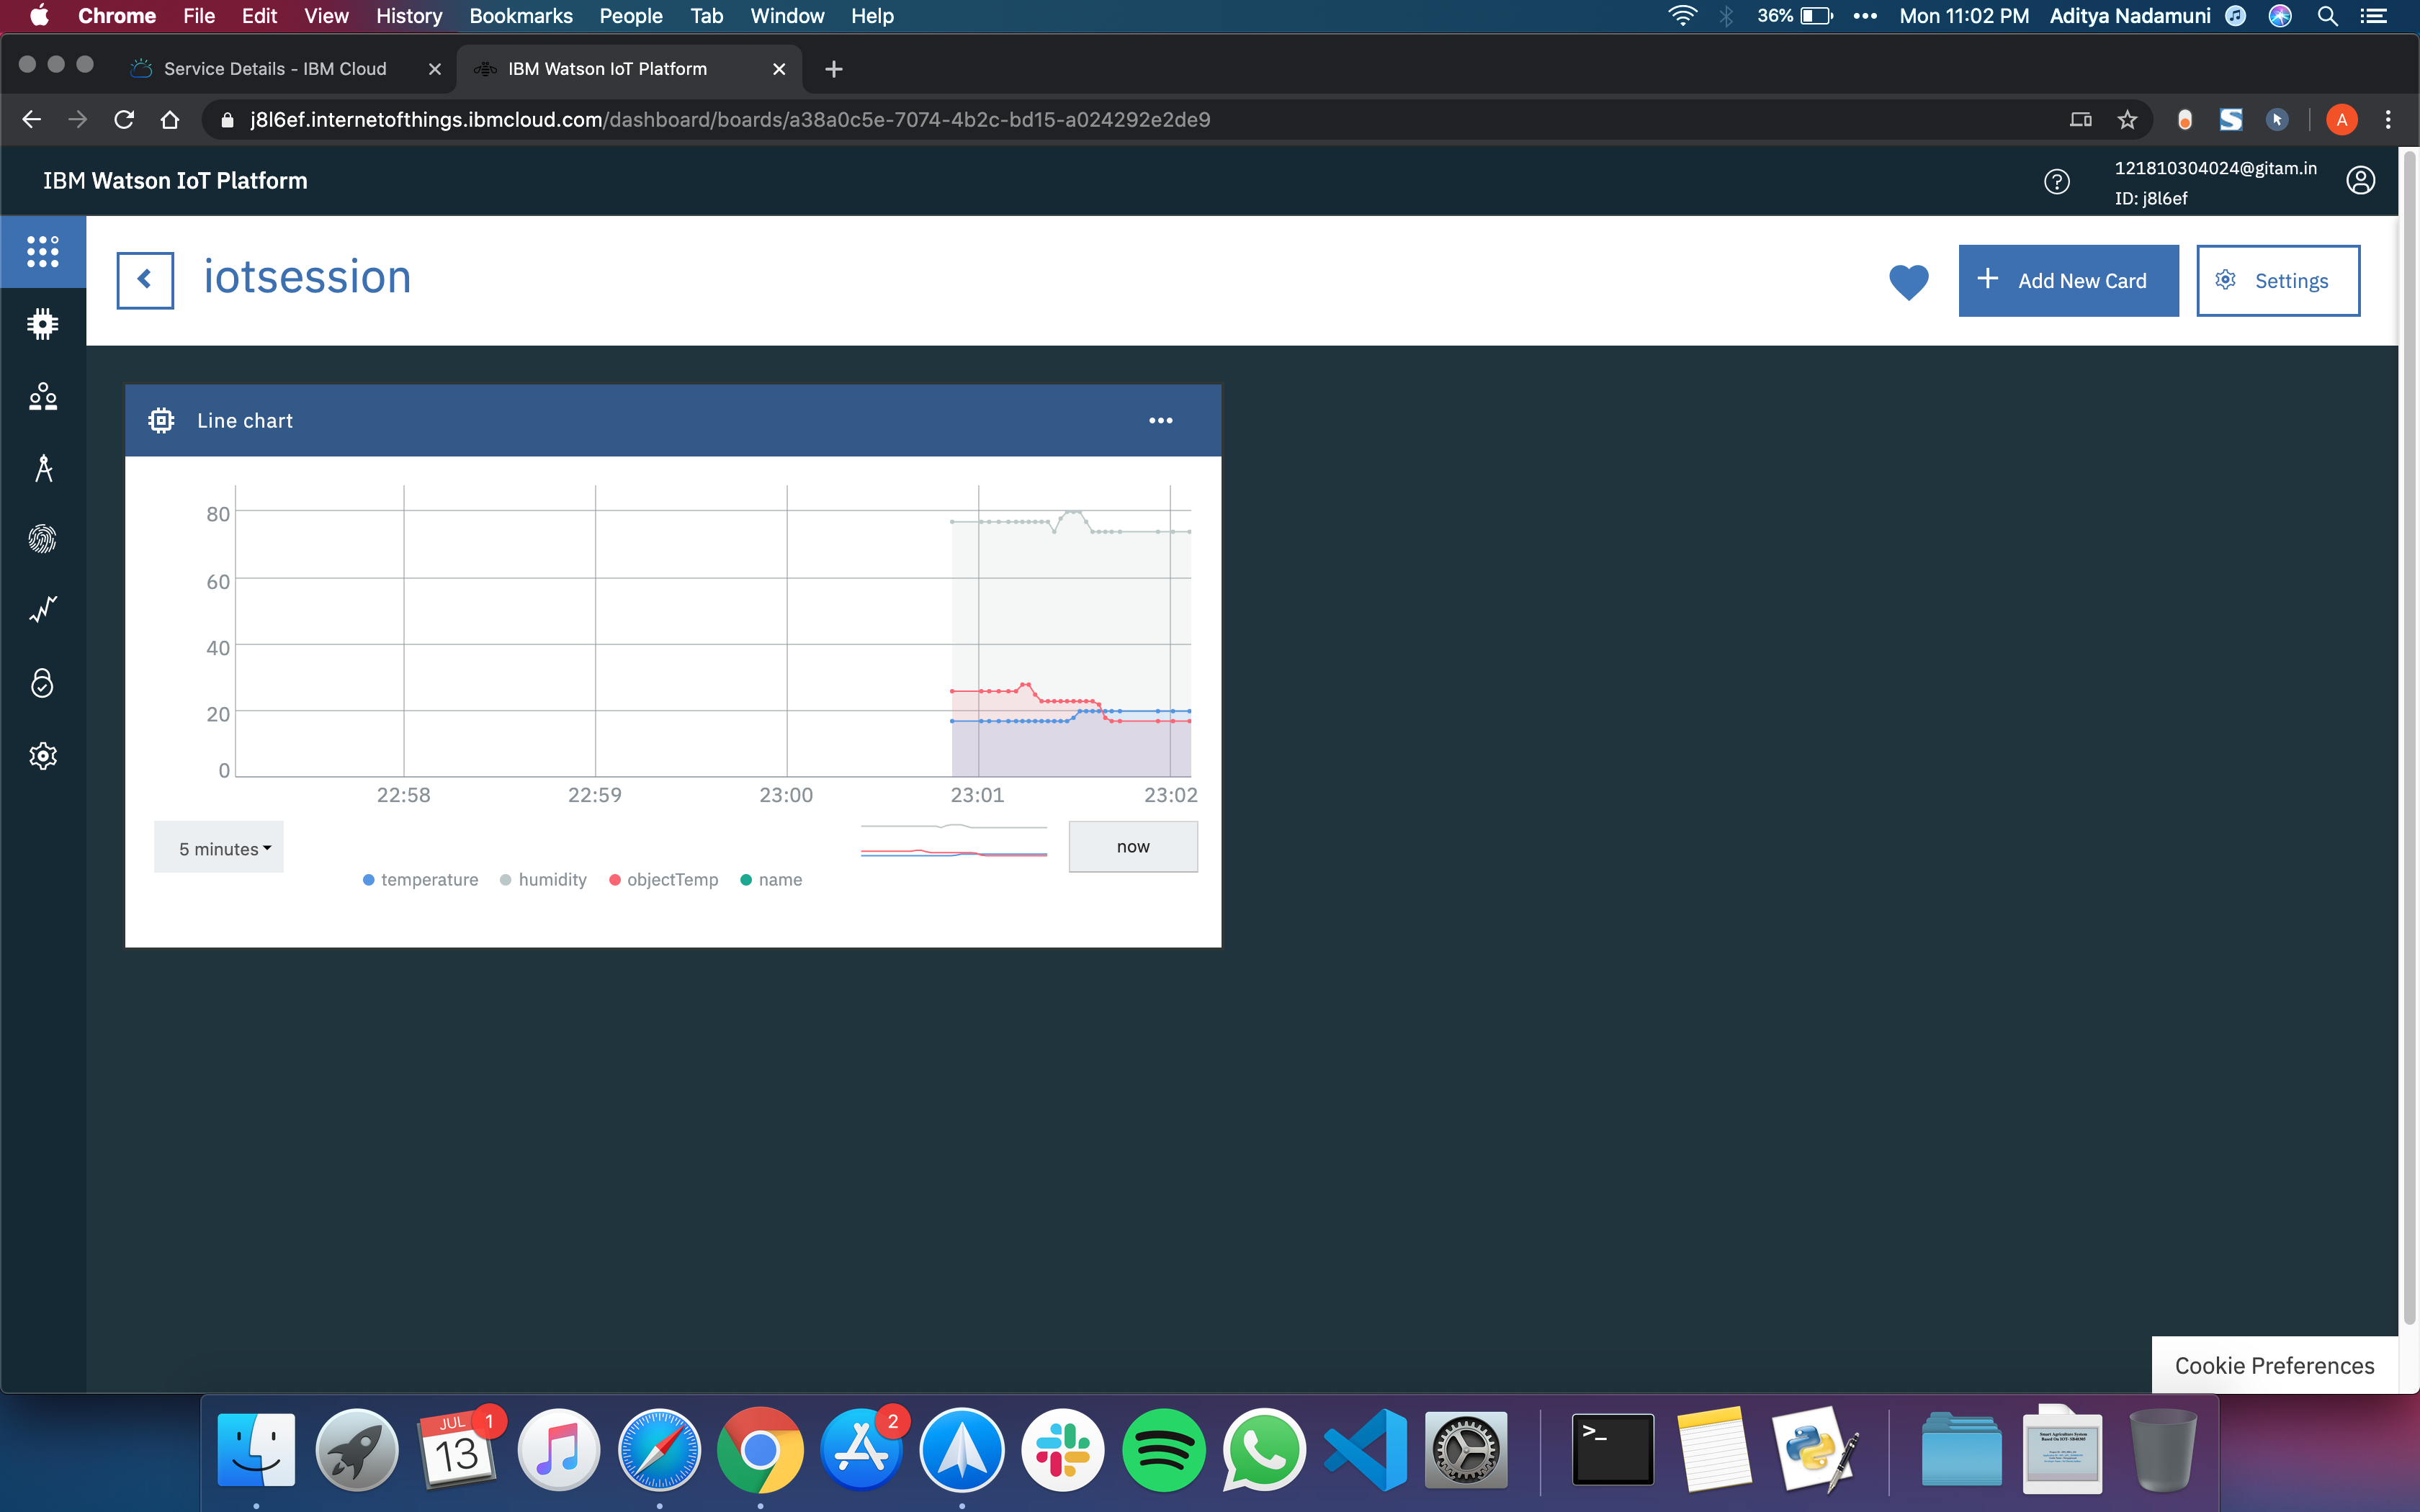 Chrome File Edit View History Bookmarks People Tab Window Help 36% Mon 11:02 PM Aditya Nadamuni
Service Details - IBM Cloud IBM Watson IoT Platform
j8l6ef.internetofthings.ibmcloud.com/dashboard/boards/a38a0c5e-7074-4b2c-bd15-a024292e2de9 A
IBM Watson IoT Platform
121810304024@gitam.in
ID: j8l6ef
iotsession
Add New Card
Settings
Line chart
80
60
40
20
0
22:58 22:59 23:00 23:01 23:02
5 minutes
now
temperature humidity objectTemp name
Cookie Preferences
JUL 1
13
2
>_
Smart Agriculture System